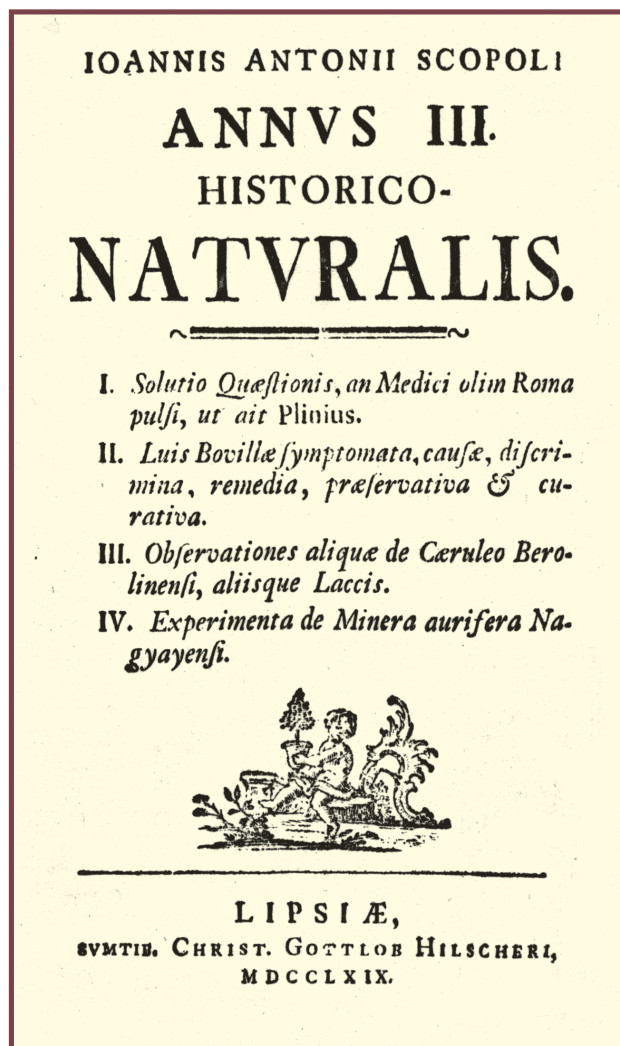 IOANNIS ANTONII SCOPOLI
ANNVS III.
HISTORICO-
NATVRALIS.
I. Solutio Quæſtionis, an Medici olim Roma
pulſi, ut ait Plinius.
II. Luis Bovillæ ſymptomata, cauſæ, diſcri-
mina, remedia, præſervativa & cu-
rativa.
III. Obſervationes aliquæ de Cæruleo Bero-
linenſi, aliisque Laccis.
IV. Experimenta de Minera aurifera Na-
gyayenſi.
LIPSIÆ,
SVMTIB. CHRIST. GOTTLOB HILSCHERI,
MDCCLXIX.